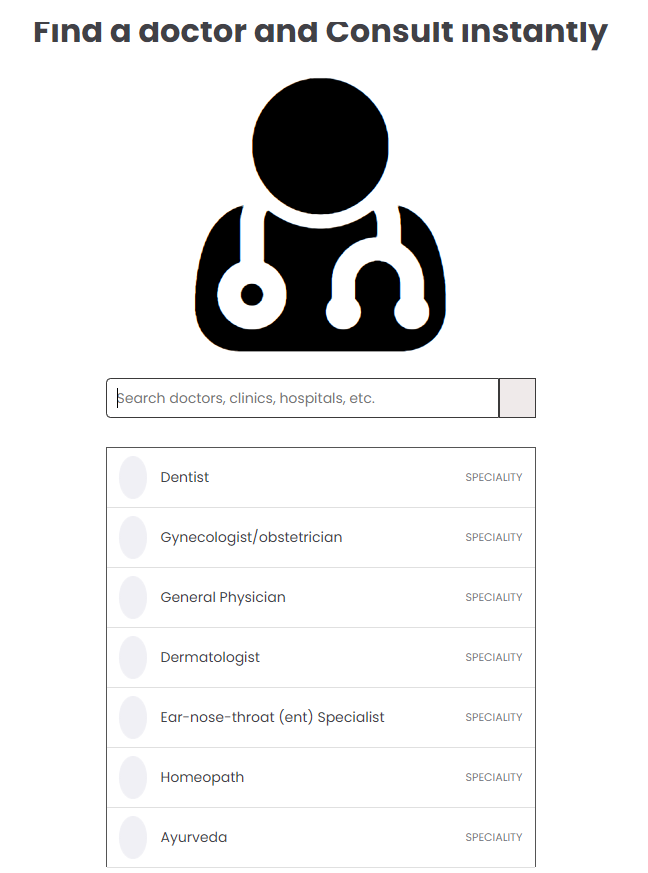 Find a doctor and Consult instantly
Search doctors, clinics, hospitals, etc.
Dentist SPECIALITY
Gynecologist/obstetrician SPECIALITY
General Physician SPECIALITY
Dermatologist SPECIALITY
Ear-nose-throat (ent) Specialist SPECIALITY
Homeopath SPECIALITY
Ayurveda SPECIALITY